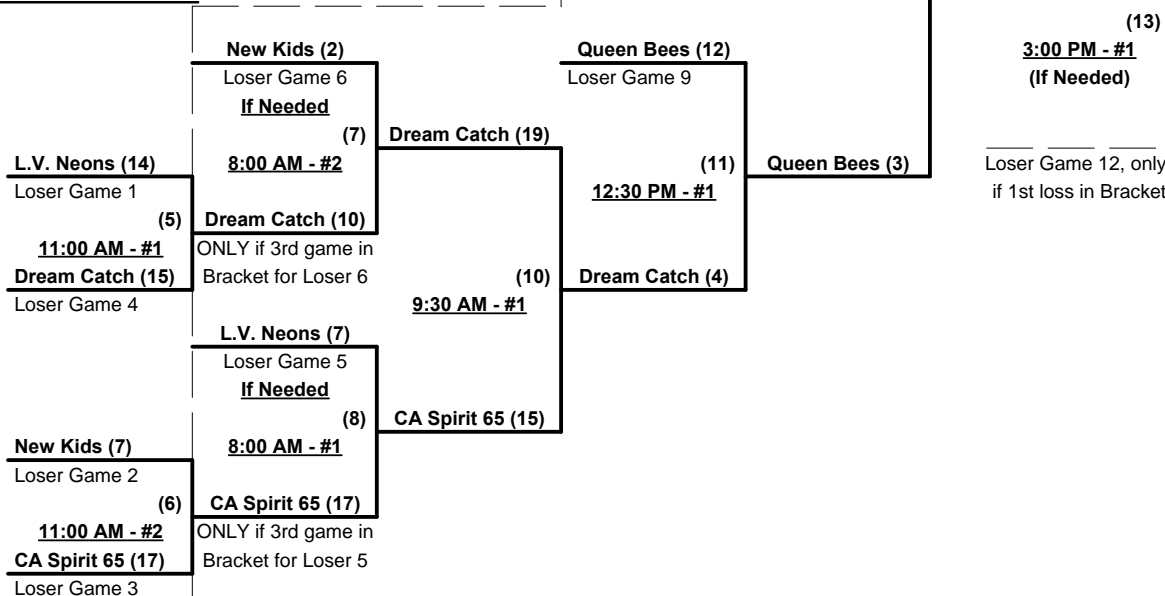 (13)
New Kids (2)
Queen Bees (12)
3:00 PM - #1
Loser Game 6
Loser Game 9
(If Needed)
If Needed
(7)
Dream Catch (19)
L.V. Neons (14)
8:00 AM - #2
(11)
Queen Bees (3)
Loser Game 12, only
Loser Game 1
12:30 PM - #1
if 1st loss in Bracket
(5)
Dream Catch (10)
11:00 AM - #1
ONLY if 3rd game in
Dream Catch (15)
Bracket for Loser 6
(10)
Dream Catch (4)
Loser Game 4
9:30 AM - #1
L.V. Neons (7)
Loser Game 5
If Needed
(8)
CA Spirit 65 (15)
New Kids (7)
8:00 AM - #1
Loser Game 2
(6)
CA Spirit 65 (17)
11:00 AM - #2
ONLY if 3rd game in
CA Spirit 65 (17)
Bracket for Loser 5
Loser Game 3